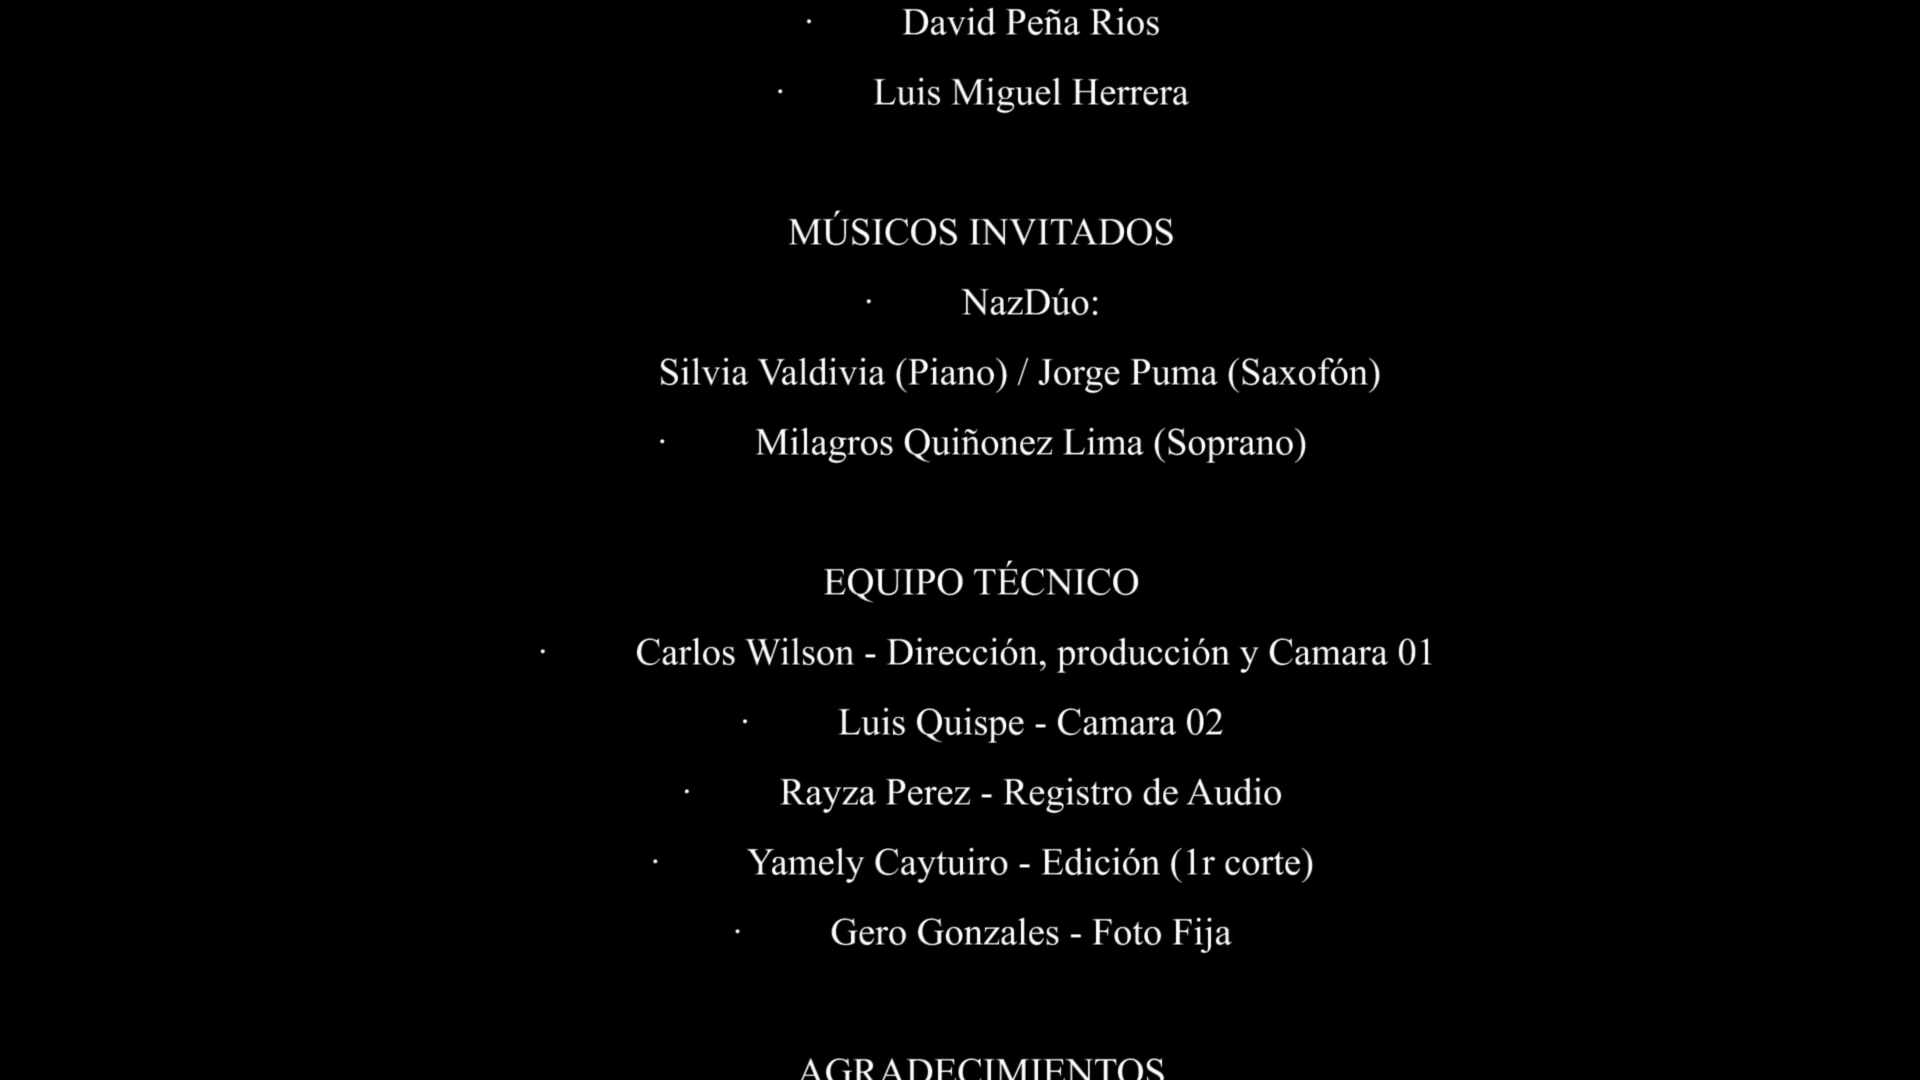 · David Peña Rios
· Luis Miguel Herrera
MÚSICOS INVITADOS
· NazDúo:
Silvia Valdivia (Piano) / Jorge Puma (Saxofón)
· Milagros Quiñonez Lima (Soprano)
EQUIPO TÉCNICO
· Carlos Wilson - Dirección, producción y Camara 01
· Luis Quispe - Camara 02
· Rayza Perez - Registro de Audio
· Yamely Caytuiro - Edición (1r corte)
· Gero Gonzales - Foto Fija
AGRADECIMIENTOS